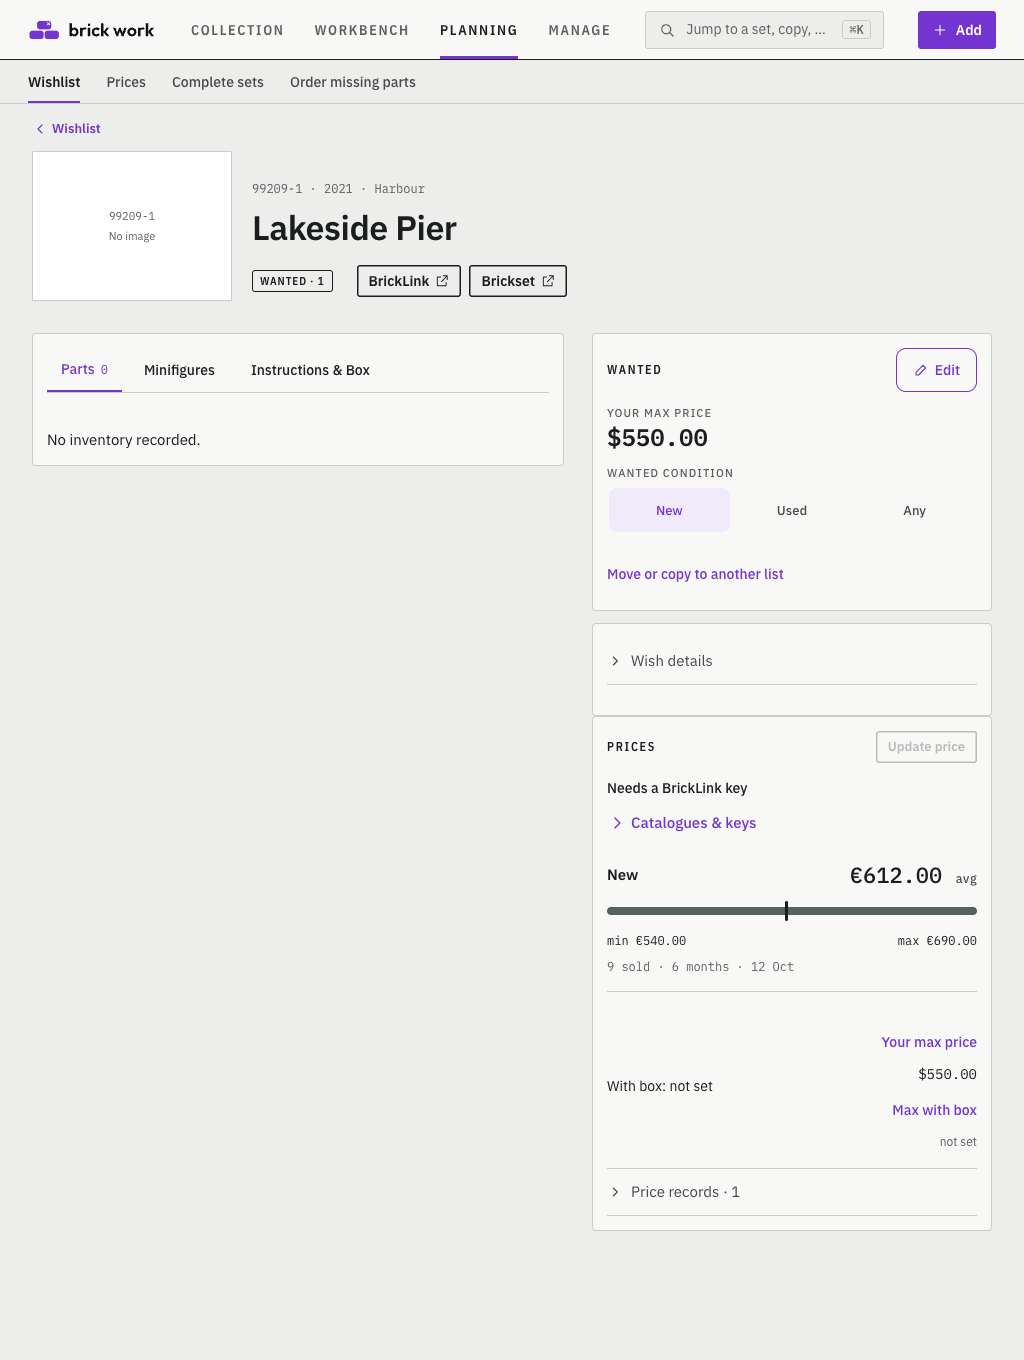 brick work
COLLECTION
WORKBENCH
PLANNING
MANAGE
Jump to a set, copy, ...
⌘K
+ Add
Wishlist
Prices
Complete sets
Order missing parts
Wishlist
99209-1
No image
99209-1 · 2021 · Harbour
Lakeside Pier
WANTED · 1
BrickLink
Brickset
Parts 0
Minifigures
Instructions & Box
No inventory recorded.
WANTED
Edit
YOUR MAX PRICE
$550.00
WANTED CONDITION
New
Used
Any
Move or copy to another list
Wish details
PRICES
Update price
Needs a BrickLink key
Catalogues & keys
New
€612.00 avg
min €540.00
max €690.00
9 sold · 6 months · 12 Oct
With box: not set
Your max price
$550.00
Max with box
not set
Price records · 1